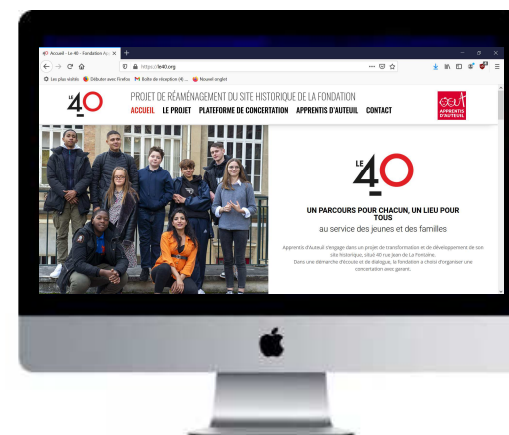 Accueil - Le 40 - Fondation Ap
https://le40.org
Les plus visités Débuter avec Firefox Boîte de réception (4) ... Nouvel onglet
LE 40
PROJET DE RÉAMÉNAGEMENT DU SITE HISTORIQUE DE LA FONDATION
ACCUEIL LE PROJET PLATEFORME DE CONCERTATION APPRENTIS D'AUTEUIL CONTACT
APPRENTIS
D'AUTEUIL
LE 40
UN PARCOURS POUR CHACUN, UN LIEU POUR
TOUS
au service des jeunes et des familles
Apprentis d'Auteuil s'engage dans un projet de transformation et de développement de son
site historique, situé 40 rue Jean de La Fontaine.
Dans une démarche d'écoute et de dialogue, la fondation a choisi d'organiser une
concertation avec garant.